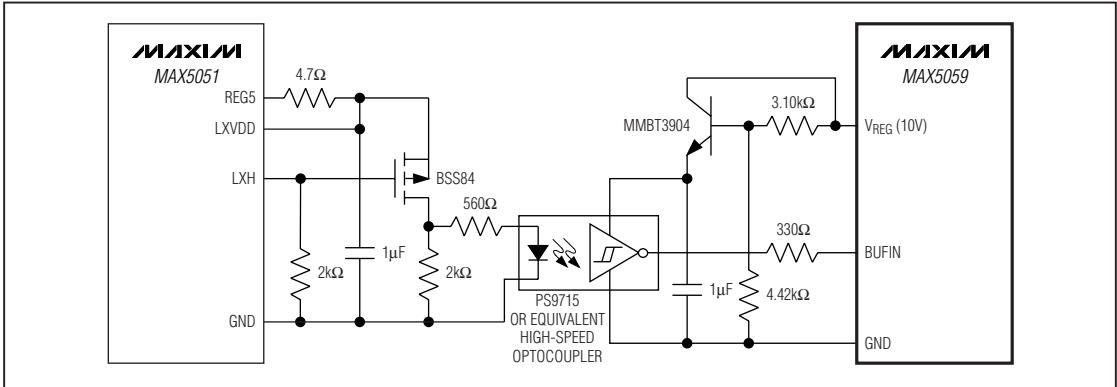 MAXIM
MAX5051
REG5
LXVDD
LXH
GND
4.7Ω
2kΩ
1μF
BSS84
560Ω
2kΩ
PS9715
OR EQUIVALENT
HIGH-SPEED
OPTOCOUPLER
MMBT3904
3.10kΩ
330Ω
1μF
4.42kΩ
MAXIM
MAX5059
VREG (10V)
BUFIN
GND